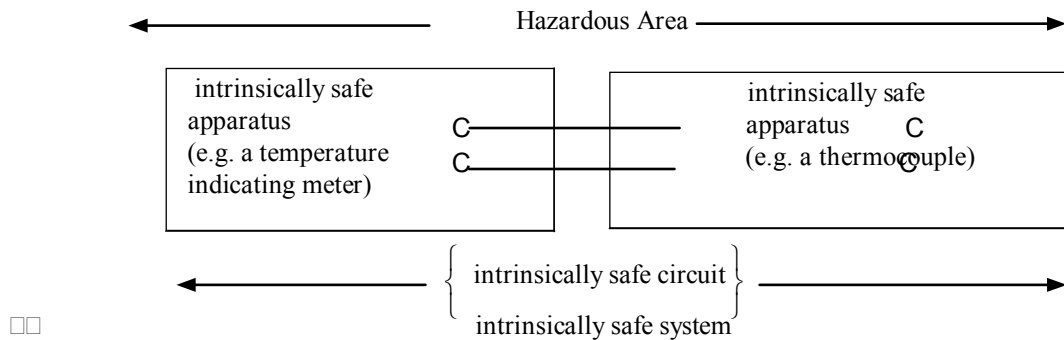 Hazardous Area
intrinsically safe
apparatus
(e.g. a temperature
indicating meter)
C
C
intrinsically safe
apparatus
(e.g. a thermocouple)
C
C
intrinsically safe circuit
intrinsically safe system